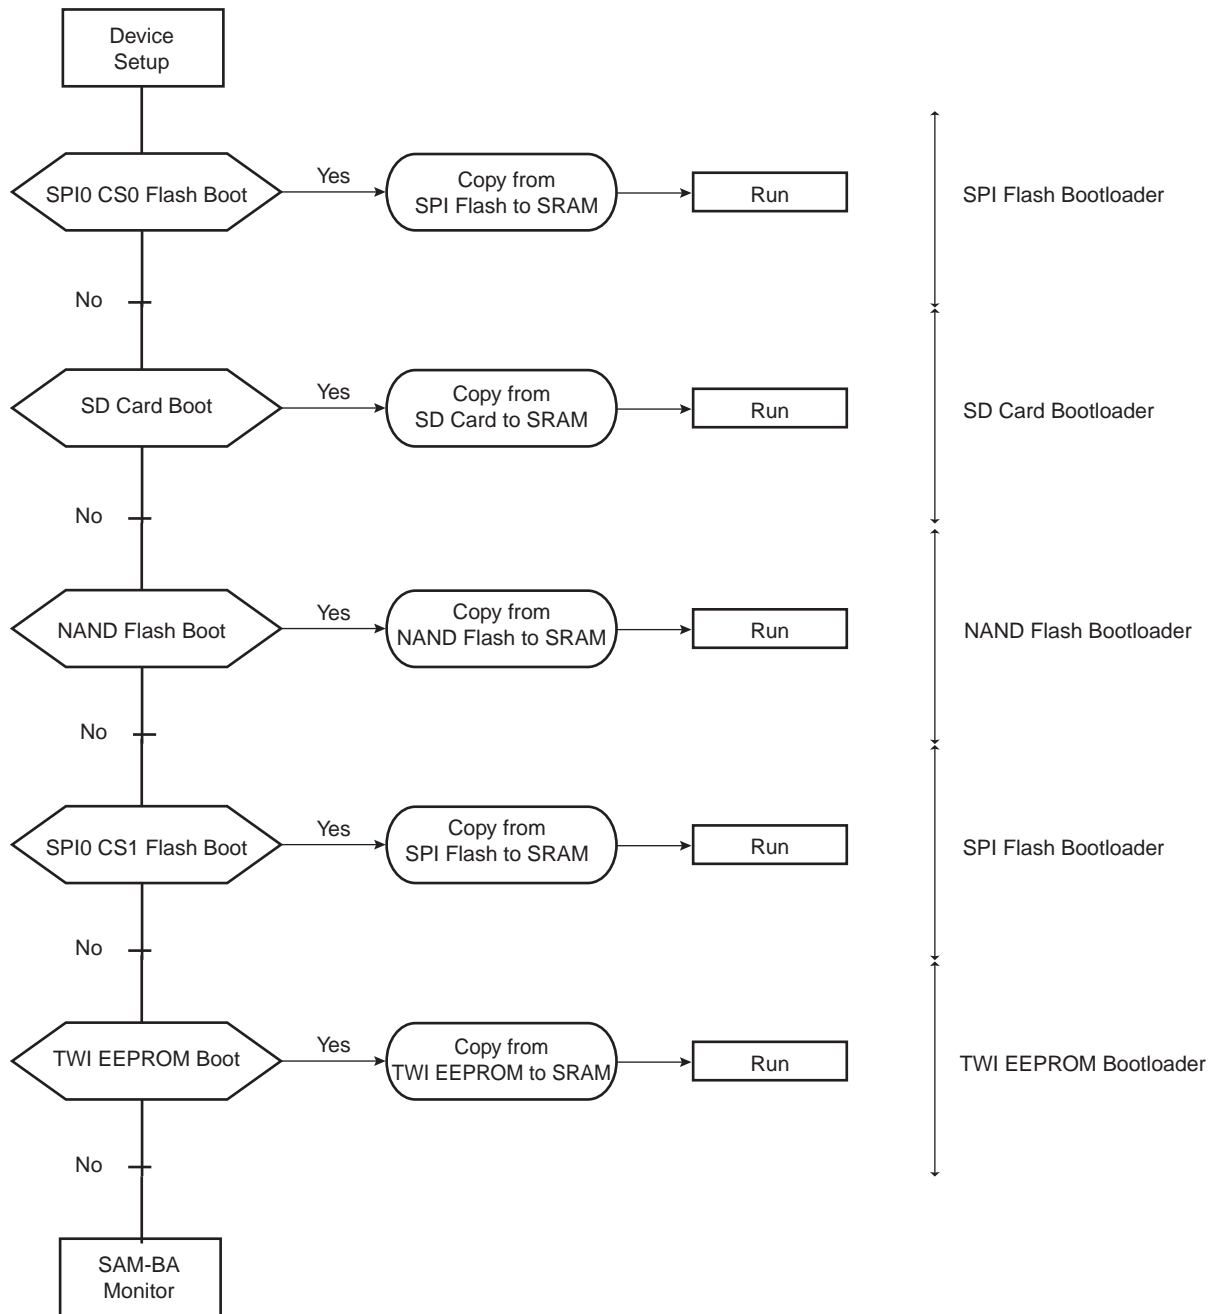 Device
Setup
SPI0 CS0 Flash Boot
Yes
Copy from
SPI Flash to SRAM
Run
SPI Flash Bootloader
No
SD Card Boot
Yes
Copy from
SD Card to SRAM
Run
SD Card Bootloader
No
NAND Flash Boot
Yes
Copy from
NAND Flash to SRAM
Run
NAND Flash Bootloader
No
SPI0 CS1 Flash Boot
Yes
Copy from
SPI Flash to SRAM
Run
SPI Flash Bootloader
No
TWI EEPROM Boot
Yes
Copy from
TWI EEPROM to SRAM
Run
TWI EEPROM Bootloader
No
SAM-BA
Monitor